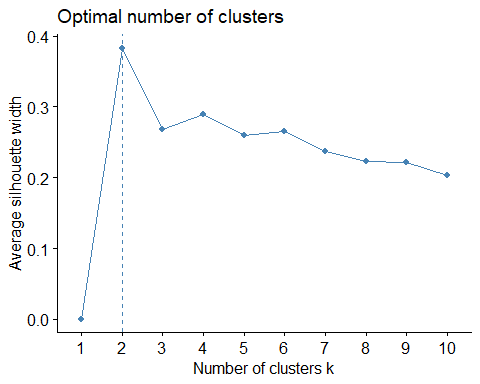 Optimal number of clusters
Average silhouette width
0.4
0.3
0.2
0.1
0.0
1 2 3 4 5 6 7 8 9 10
Number of clusters k